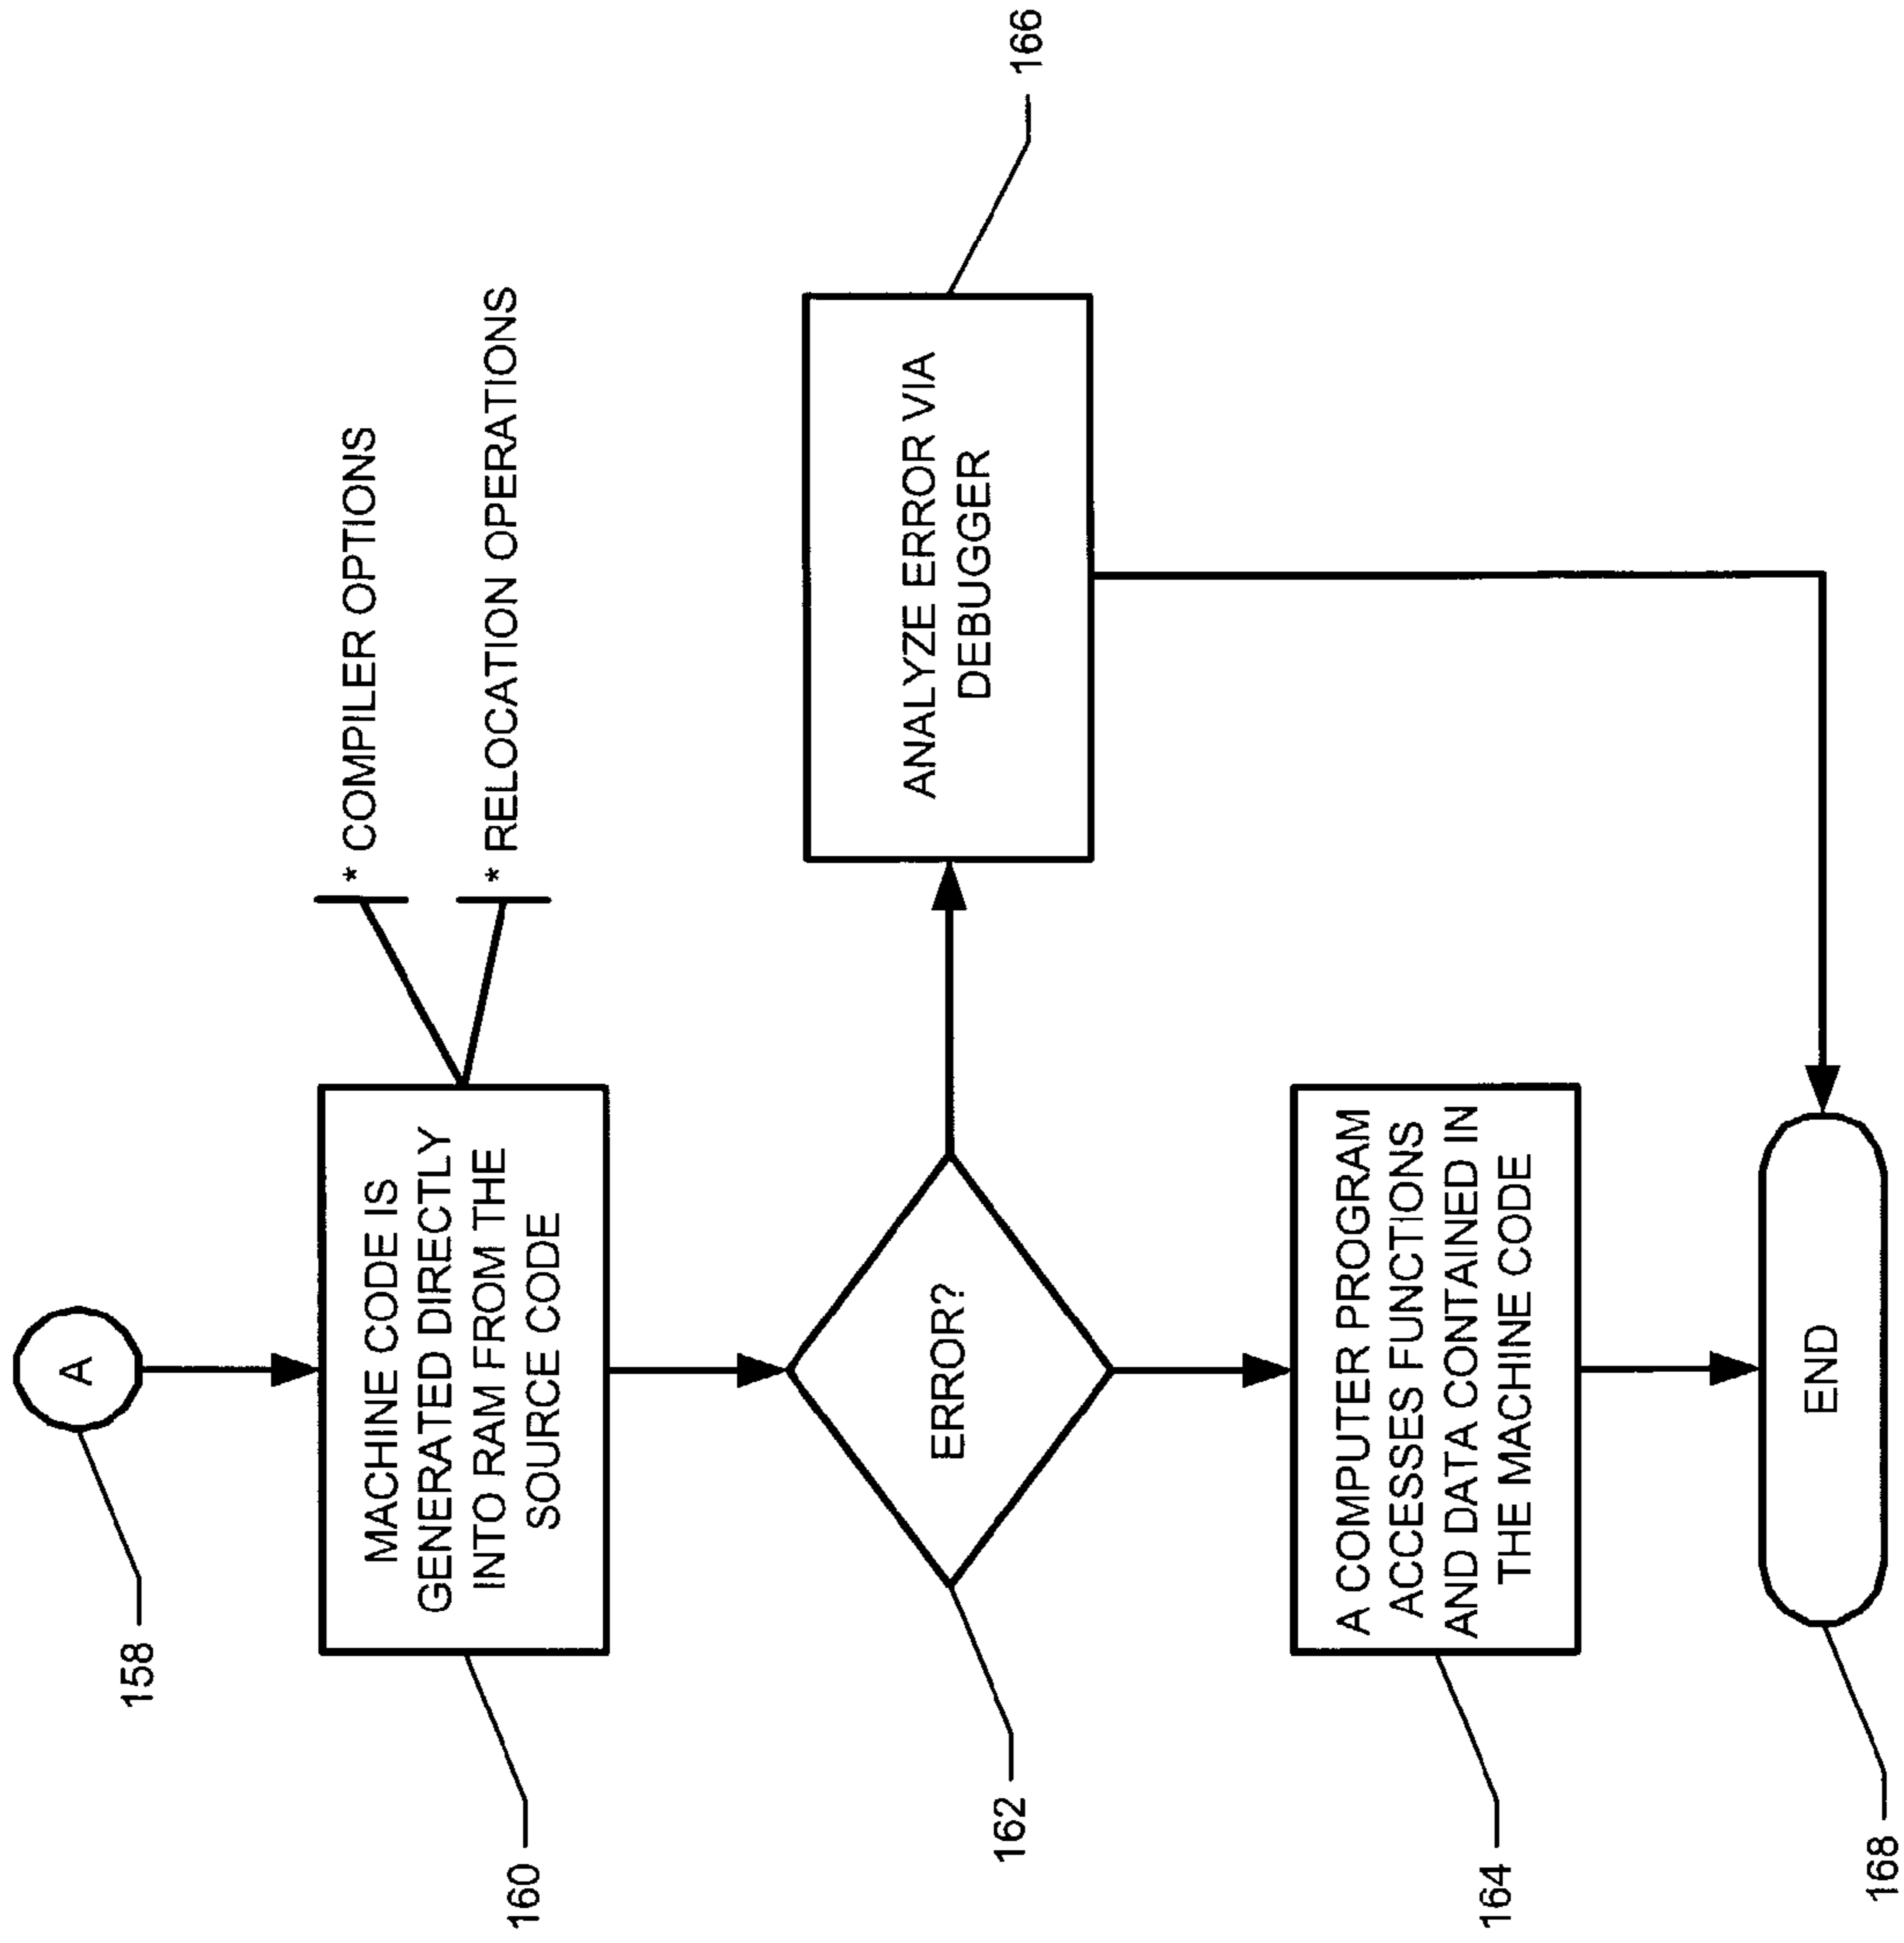 A
158
MACHINE CODE IS
GENERATED DIRECTLY
INTO RAM FROM THE
SOURCE CODE
160
* COMPILER OPTIONS
* RELOCATION OPERATIONS
ERROR?
162
ANALYZE ERROR VIA
DEBUGGER
166
A COMPUTER PROGRAM
ACCESSES FUNCTIONS
AND DATA CONTAINED IN
THE MACHINE CODE
164
END
168